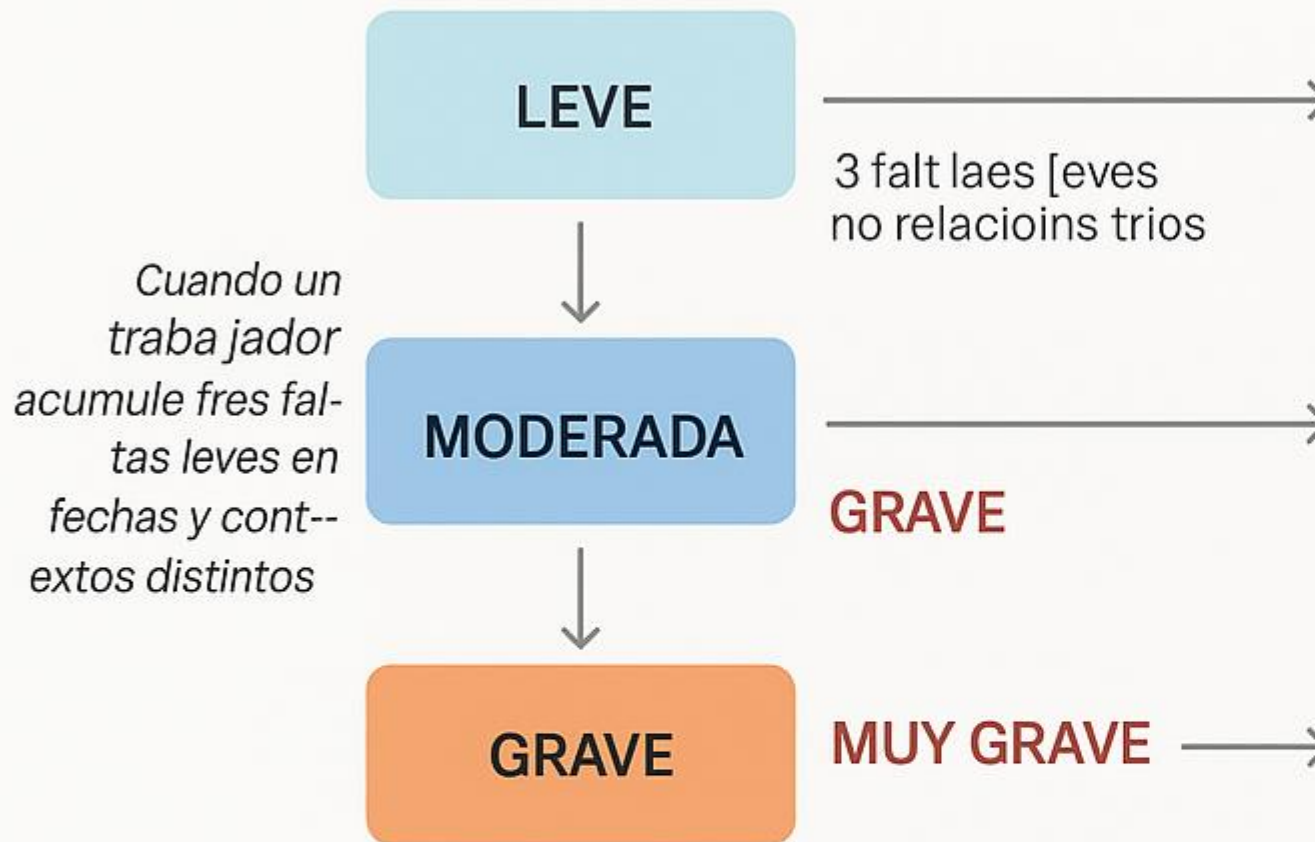 LEVE
3 falt laes [eves
no relacioins trios
Cuando un
traba jador
acumule fres fal-
tas leves en
fechas y cont--
extos distintos
MODERADA
GRAVE
GRAVE
MUY GRAVE